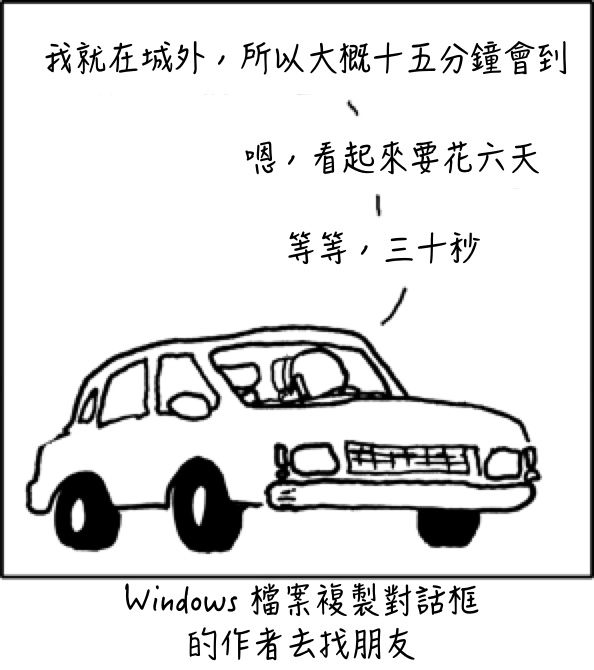 我就在城外，所以大概十五分鐘會到
嗯，看起來要花六天
等等，三十秒
Windows 檔案複製對話框
的作者去找朋友